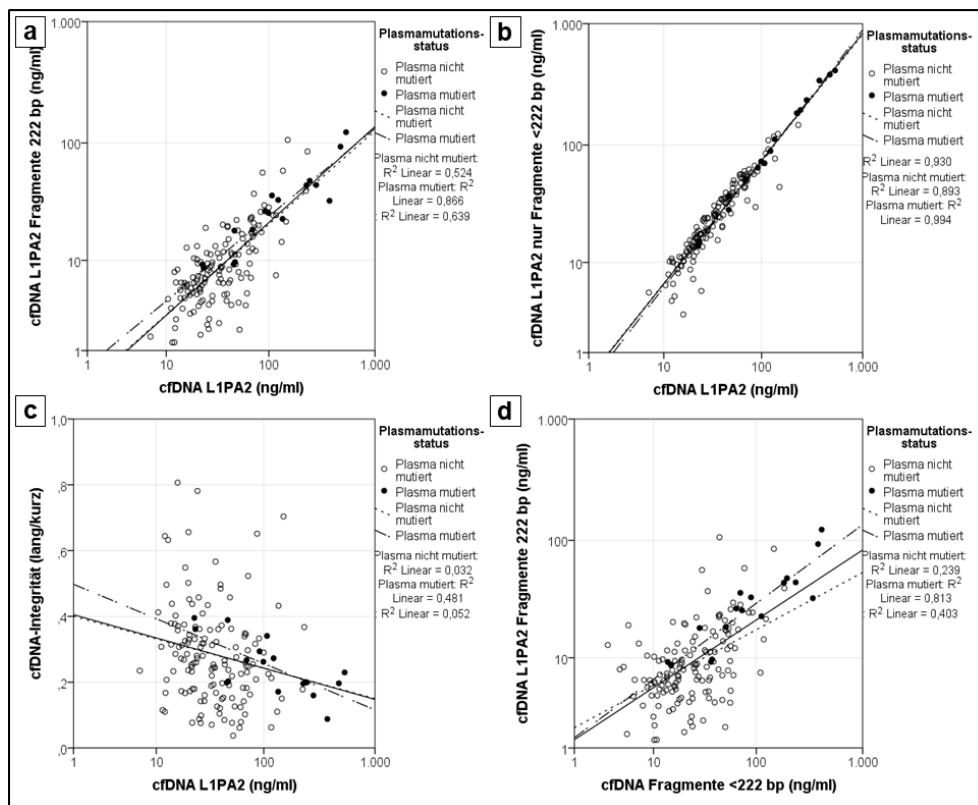 a
1.000
100
10
1
cfDNA L1PA2 Fragmente 222 bp (ng/ml)
1
10
100
1.000
cfDNA L1PA2 (ng/ml)
Plasmamutations-
status
Plasma nicht
mutiert
Plasma mutiert
Plasma nicht
mutiert
Plasma mutiert
Plasma nicht mutiert:
R² Linear = 0,524
Plasma mutiert: R²
Linear = 0,866
: R² Linear = 0,639
b
1.000
100
10
1
cfDNA L1PA2 nur Fragmente <222 bp (ng/ml)
1
10
100
1.000
cfDNA L1PA2 (ng/ml)
Plasmamutations-
status
Plasma nicht
mutiert
Plasma mutiert
Plasma nicht
mutiert
Plasma mutiert
R² Linear = 0,930
Plasma nicht mutiert:
R² Linear = 0,893
Plasma mutiert: R²
Linear = 0,994
c
1,0
,8
,6
,4
,2
,0
cfDNA-Integrität (lang/kurz)
1
10
100
1.000
cfDNA L1PA2 (ng/ml)
Plasmamutations-
status
Plasma nicht
mutiert
Plasma mutiert
Plasma nicht
mutiert
Plasma mutiert
Plasma nicht mutiert:
R² Linear = 0,032
Plasma mutiert: R²
Linear = 0,481
: R² Linear = 0,052
d
1.000
100
10
1
cfDNA L1PA2 Fragmente 222 bp (ng/ml)
1
10
100
1.000
cfDNA Fragmente <222 bp (ng/ml)
Plasmamutations-
status
Plasma nicht
mutiert
Plasma mutiert
Plasma nicht
mutiert
Plasma mutiert
Plasma nicht mutiert:
R² Linear = 0,239
Plasma mutiert: R²
Linear = 0,813
: R² Linear = 0,403